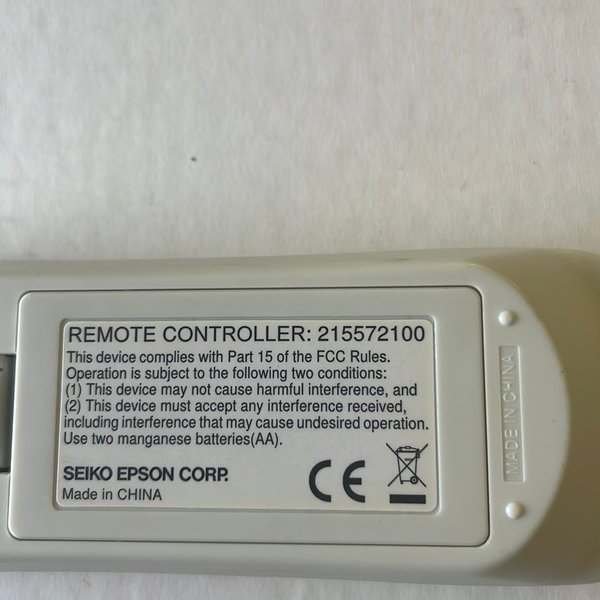 REMOTE CONTROLLER: 215572100
This device complies with Part 15 of the FCC Rules.
Operation is subject to the following two conditions:
(1) This device may not cause harmful interference, and
(2) This device must accept any interference received,
including interference that may cause undesired operation.
Use two manganese batteries(AA).
SEIKO EPSON CORP.
Made in CHINA
CE
MADE IN CHINA